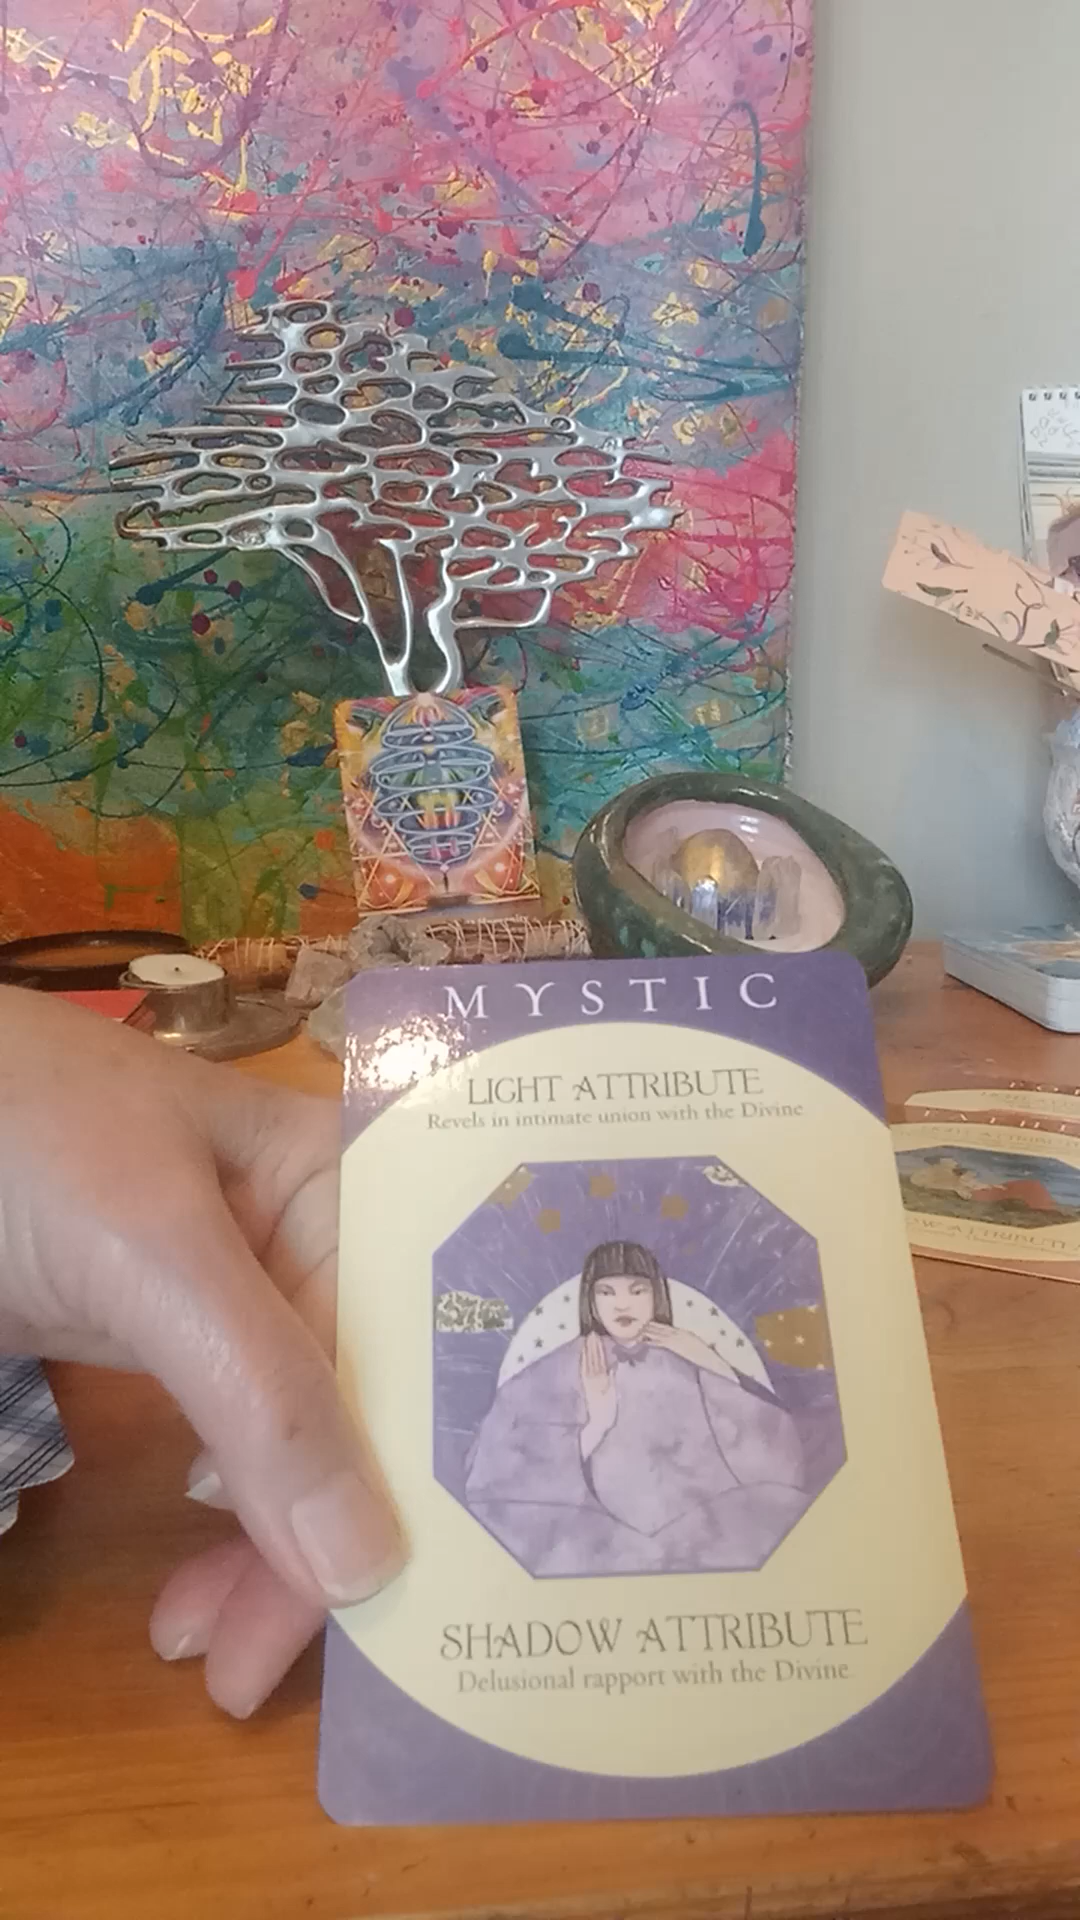 MYSTIC
LIGHT ATTRIBUTE
Revels in intimate union with the Divine
SHADOW ATTRIBUTE
Delusional rapport with the Divine